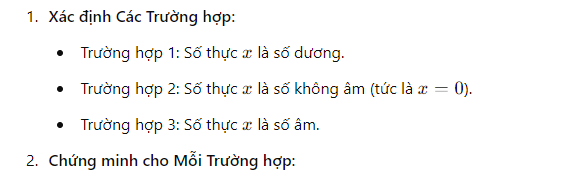 1. Xác định Các Trường hợp:
• Trường hợp 1: Số thực x là số dương.
• Trường hợp 2: Số thực x là số không âm (tức là x = 0).
• Trường hợp 3: Số thực x là số âm.
2. Chứng minh cho Mỗi Trường hợp: